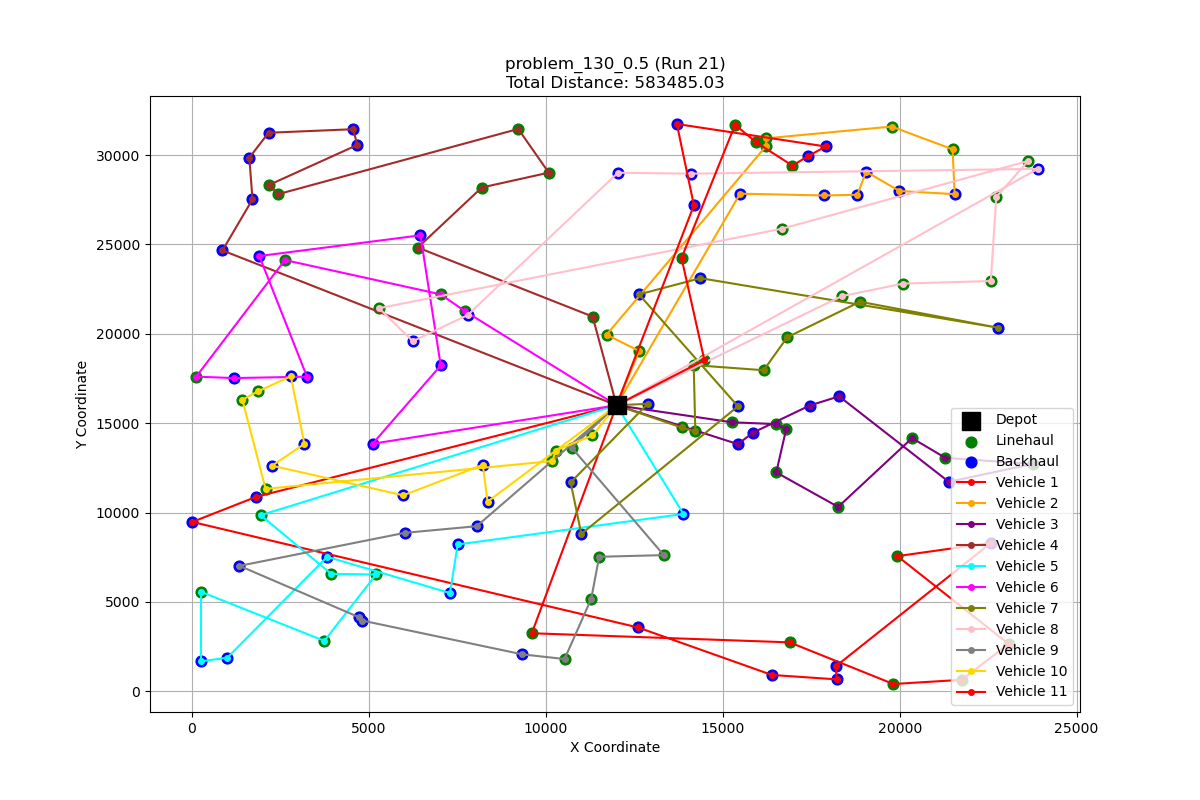 problem_130_0.5 (Run 21)
Total Distance: 583485.03
Y Coordinate
30000
25000
20000
15000
10000
5000
0
0
5000
10000
15000
20000
25000
X Coordinate
Depot
Linehaul
Backhaul
Vehicle 1
Vehicle 2
Vehicle 3
Vehicle 4
Vehicle 5
Vehicle 6
Vehicle 7
Vehicle 8
Vehicle 9
Vehicle 10
Vehicle 11